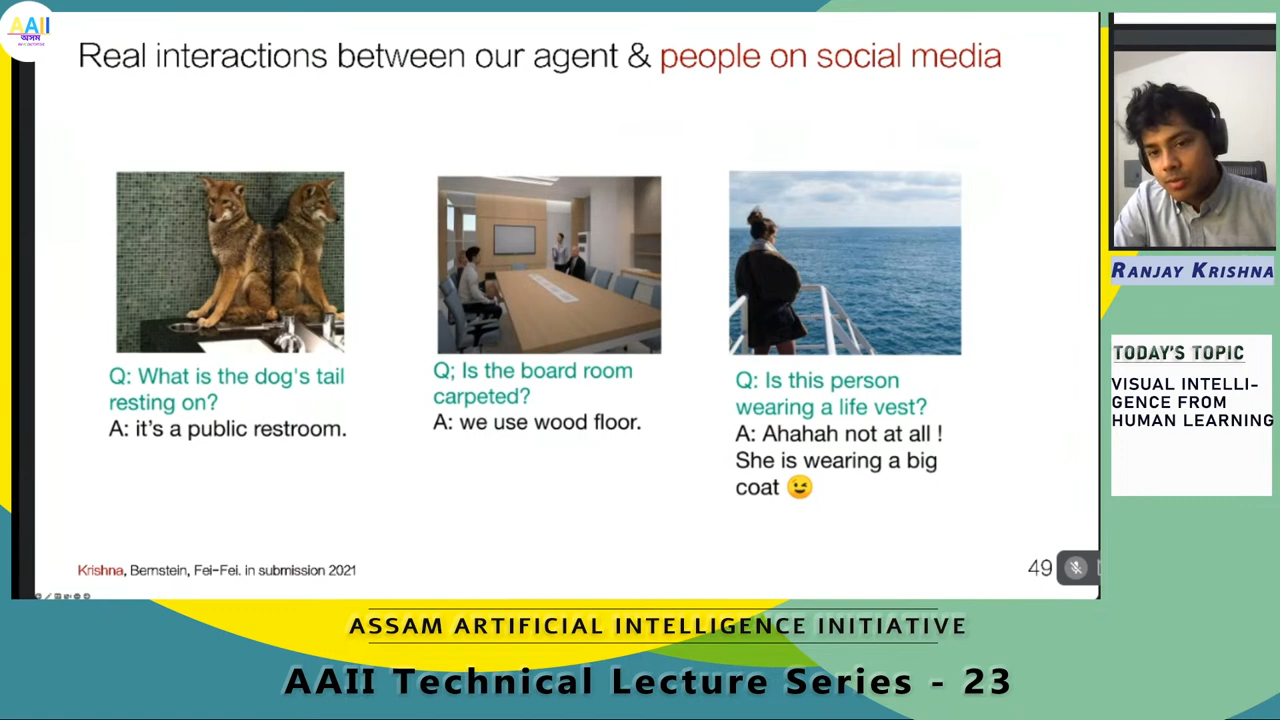 AAII
অসম
Real interactions between our agent & people on social media
Q: What is the dog's tail
resting on?
A: it's a public restroom.
Q; Is the board room
carpeted?
A: we use wood floor.
Q: Is this person
wearing a life vest?
A: Ahahah not at all !
She is wearing a big
coat 😉
Krishna, Bernstein, Fei-Fei. in submission 2021
49
RANJAY KRISHNA
TODAY'S TOPIC
VISUAL INTELLI-
GENCE FROM
HUMAN LEARNING
ASSAM ARTIFICIAL INTELLIGENCE INITIATIVE
AAII Technical Lecture Series - 23